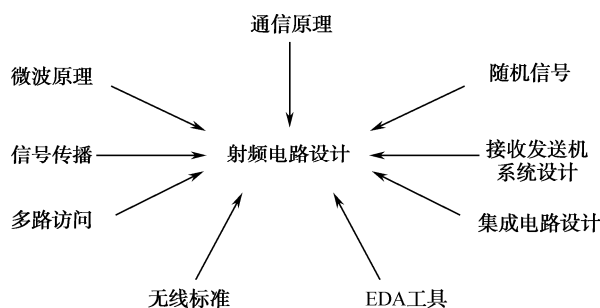 通信原理
微波原理
随机信号
信号传播
射频电路设计
接收发送机
系统设计
多路访问
集成电路设计
无线标准
EDA工具